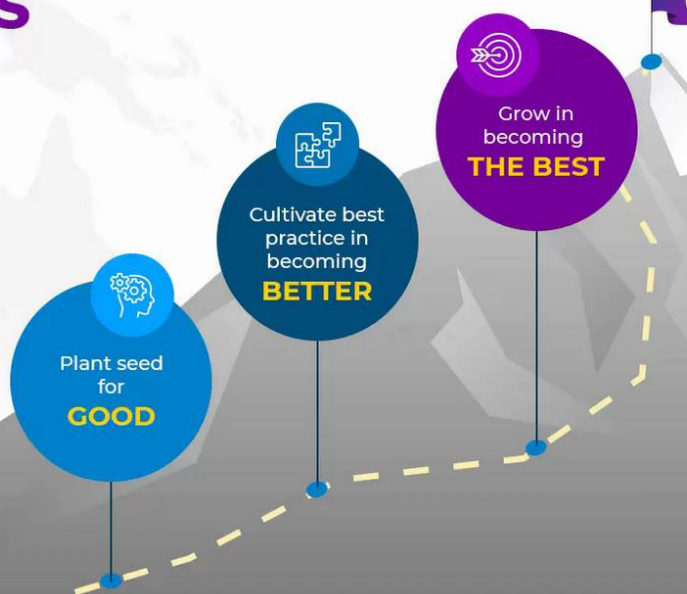 s
Grow in
becoming
THE BEST
Cultivate best
practice in
becoming
BETTER
Plant seed
for
GOOD